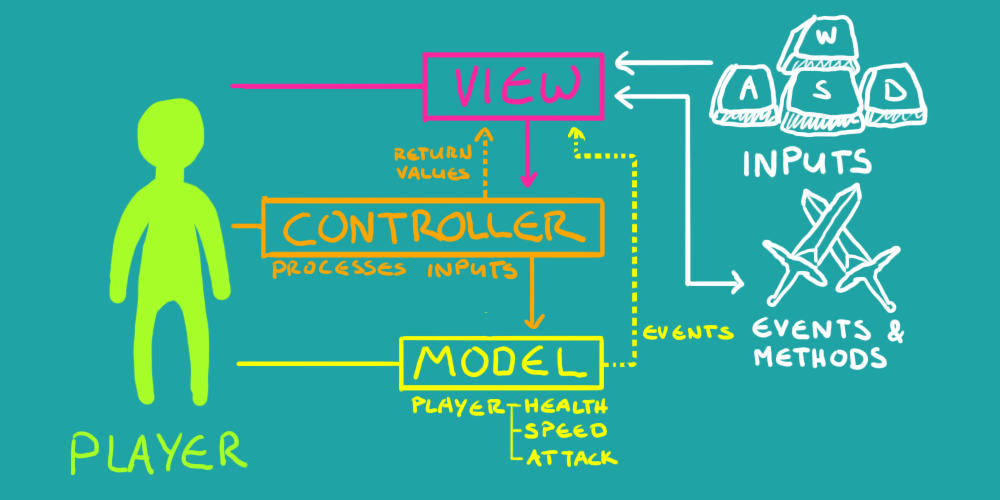 VIEW
W
A S D
INPUTS
RETURN
VALUES
CONTROLLER
PROCESSES INPUTS
EVENTS
EVENTS &
METHODS
MODEL
PLAYER HEALTH
SPEED
ATTACK
PLAYER